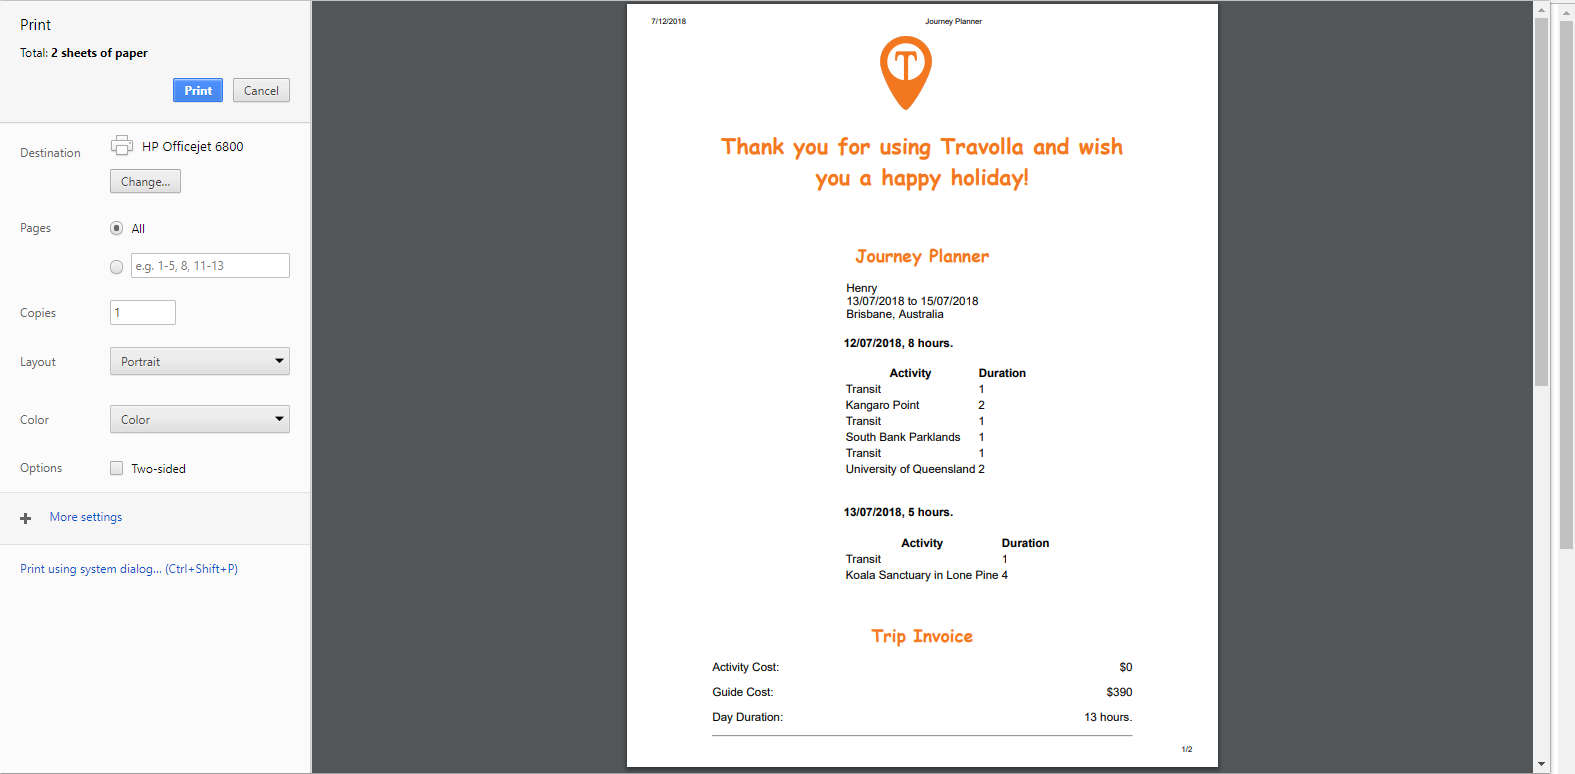 Print
Total: 2 sheets of paper
Print
Cancel
Destination
HP Officejet 6800
Change...
Pages
All
e.g. 1-5, 8, 11-13
Copies
1
Layout
Portrait
Color
Color
Options
Two-sided
More settings
Print using system dialog... (Ctrl+Shift+P)
7/12/2018 Journey Planner
T
Thank you for using Travolla and wish
you a happy holiday!
Journey Planner
Henry
13/07/2018 to 15/07/2018
Brisbane, Australia
12/07/2018, 8 hours.
Activity Duration
Transit 1
Kangaro Point 2
Transit 1
South Bank Parklands 1
Transit 1
University of Queensland 2
13/07/2018, 5 hours.
Activity Duration
Transit 1
Koala Sanctuary in Lone Pine 4
Trip Invoice
Activity Cost: $0
Guide Cost: $390
Day Duration: 13 hours.
1/2